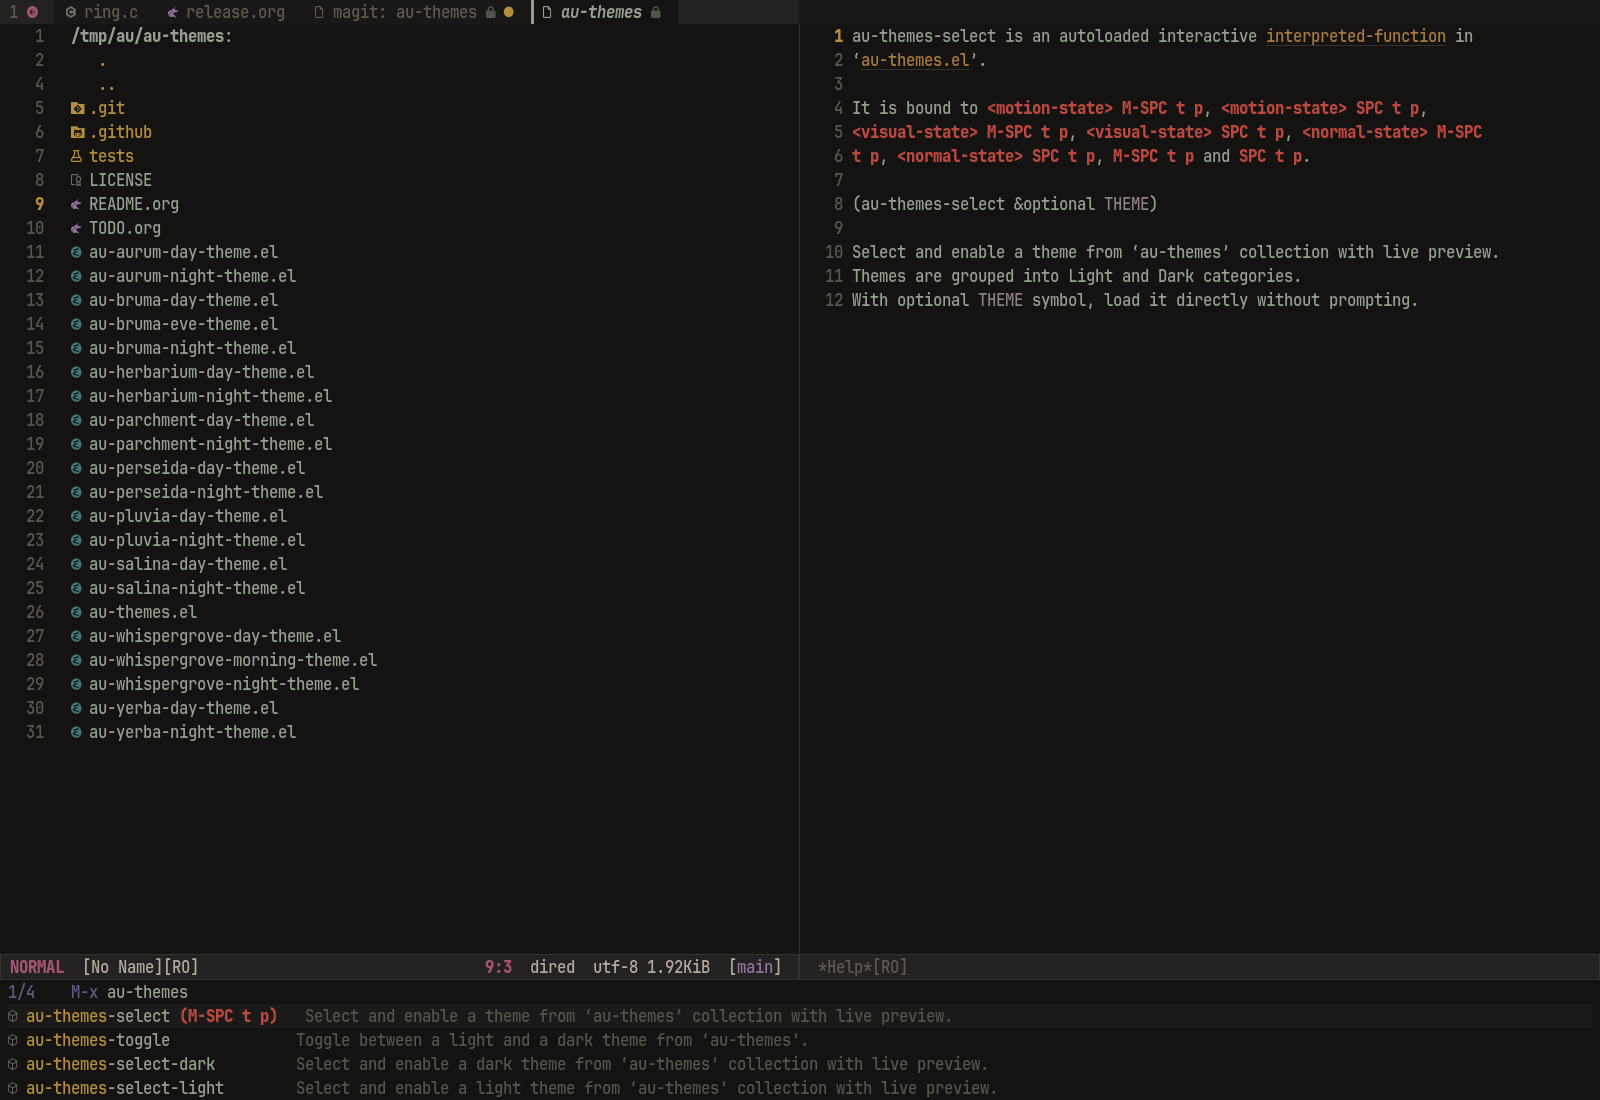 1 ring.c release.org magit: au-themes au-themes
1 /tmp/au/au-themes:
2 .
4 ..
5 .git
6 .github
7 tests
8 LICENSE
9 README.org
10 TODO.org
11 au-aurum-day-theme.el
12 au-aurum-night-theme.el
13 au-bruma-day-theme.el
14 au-bruma-eve-theme.el
15 au-bruma-night-theme.el
16 au-herbarium-day-theme.el
17 au-herbarium-night-theme.el
18 au-parchment-day-theme.el
19 au-parchment-night-theme.el
20 au-perseida-day-theme.el
21 au-perseida-night-theme.el
22 au-pluvia-day-theme.el
23 au-pluvia-night-theme.el
24 au-salina-day-theme.el
25 au-salina-night-theme.el
26 au-themes.el
27 au-whispergrove-day-theme.el
28 au-whispergrove-morning-theme.el
29 au-whispergrove-night-theme.el
30 au-yerba-day-theme.el
31 au-yerba-night-theme.el
1 au-themes-select is an autoloaded interactive interpreted-function in
2 ‘au-themes.el’.
3
4 It is bound to <motion-state> M-SPC t p, <motion-state> SPC t p,
5 <visual-state> M-SPC t p, <visual-state> SPC t p, <normal-state> M-SPC
6 t p, <normal-state> SPC t p, M-SPC t p and SPC t p.
7
8 (au-themes-select &optional THEME)
9
10 Select and enable a theme from ‘au-themes’ collection with live preview.
11 Themes are grouped into Light and Dark categories.
12 With optional THEME symbol, load it directly without prompting.
NORMAL [No Name][RO] 9:3 dired utf-8 1.92KiB [main] *Help*[RO]
1/4 M-x au-themes
au-themes-select (M-SPC t p) Select and enable a theme from ‘au-themes’ collection with live preview.
au-themes-toggle Toggle between a light and a dark theme from ‘au-themes’.
au-themes-select-dark Select and enable a dark theme from ‘au-themes’ collection with live preview.
au-themes-select-light Select and enable a light theme from ‘au-themes’ collection with live preview.